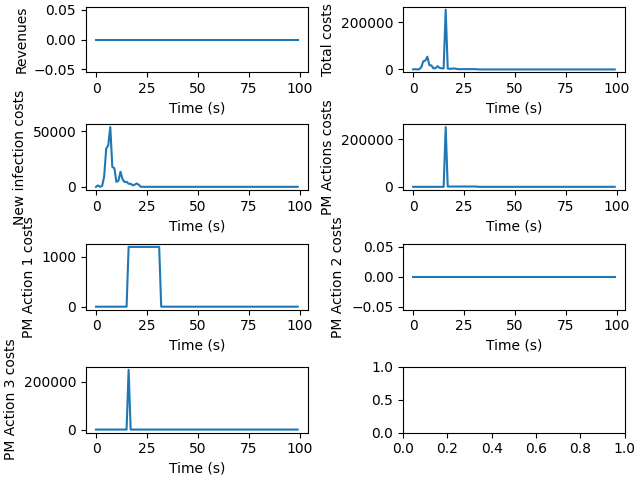 Revenues
0.05
0.00
−0.05
0 25 50 75 100
Time (s)
Total costs
200000
0
0 25 50 75 100
Time (s)
New infection costs
50000
0
0 25 50 75 100
Time (s)
PM Actions costs
200000
0
0 25 50 75 100
Time (s)
PM Action 1 costs
1000
0
0 25 50 75 100
Time (s)
PM Action 2 costs
0.05
0.00
−0.05
0 25 50 75 100
Time (s)
PM Action 3 costs
200000
0
0 25 50 75 100
Time (s)
1.0
0.5
0.0
0.0 0.2 0.4 0.6 0.8 1.0